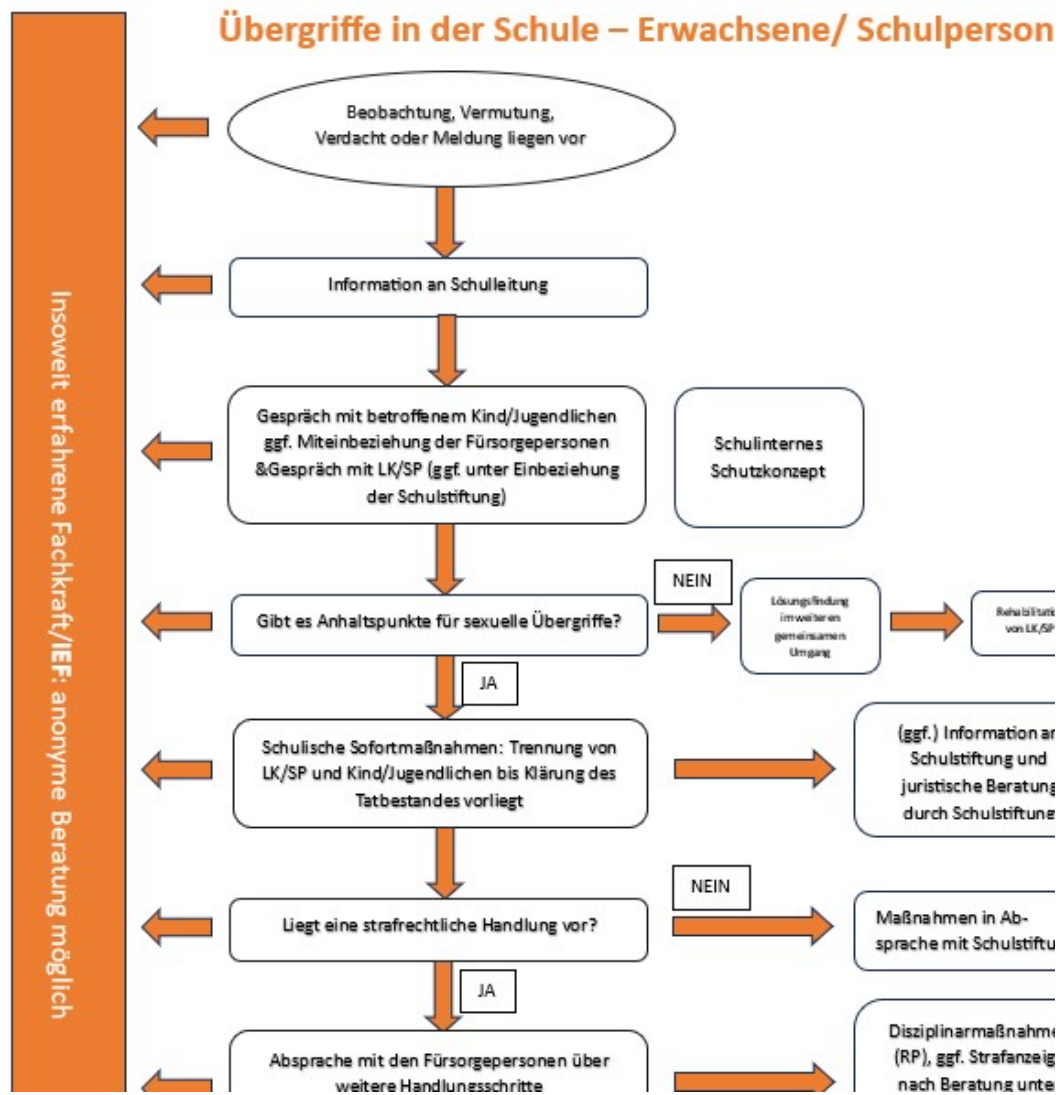 Übergriffe in der Schule – Erwachsene/ Schulperson
Insoweit erfahrene Fachkraft/IEF: anonyme Beratung möglich
Beobachtung, Vermutung,
Verdacht oder Meldung liegen vor
Information an Schulleitung
Gespräch mit betroffenem Kind/Jugendlichen
ggf. Miteinbeziehung der Fürsorgepersonen
&Gespräch mit LK/SP (ggf. unter Einbeziehung
der Schulstiftung)
Schulinternes
Schutzkonzept
Gibt es Anhaltspunkte für sexuelle Übergriffe?
NEIN
Lösungsfindung
im weiteren
gemeinsamen
Umgang
von LK/SP
JA
Schulische Sofortmaßnahmen: Trennung von
LK/SP und Kind/Jugendlichen bis Klärung des
Tatbestandes vorliegt
(ggf.) Information an
Schulstiftung und
juristische Beratung
durch Schulstiftung
Liegt eine strafrechtliche Handlung vor?
NEIN
Maßnahmen in Ab-
sprache mit
JA
Absprache mit den Fürsorgepersonen über
weitere Handlungsschritte
(RP), ggf.
nach Beratung unter